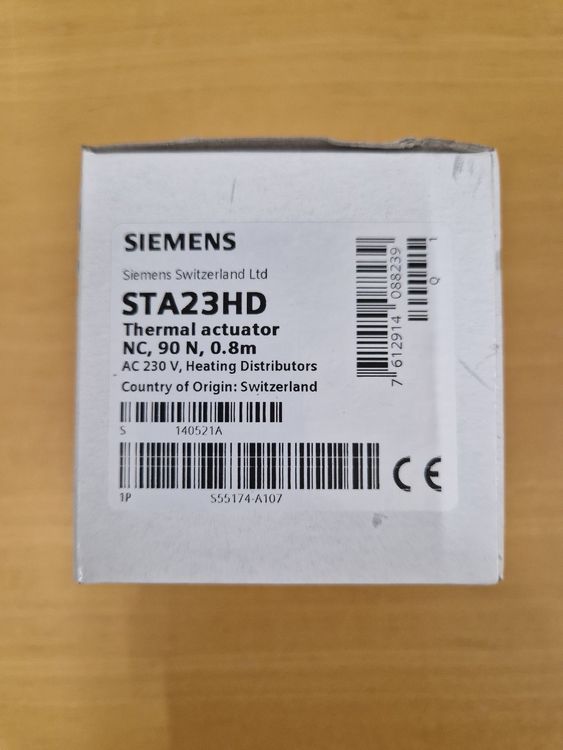 SIEMENS
Siemens Switzerland Ltd
STA23HD
Thermal actuator
NC, 90 N, 0.8m
AC 230 V, Heating Distributors
Country of Origin: Switzerland
S 140521A
1P S55174-A107
CE
7 612914 088239
Q 1